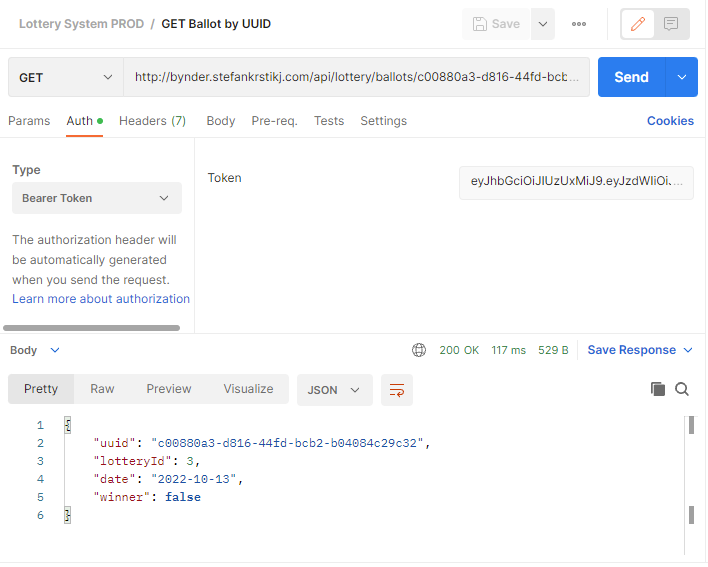 Lottery System PROD / GET Ballot by UUID
Save
GET
http://bynder.stefankrstikj.com/api/lottery/ballots/c00880a3-d816-44fd-bcb...
Send
Params Auth Headers (7) Body Pre-req. Tests Settings
Cookies
Type
Bearer Token
The authorization header will
be automatically generated
when you send the request.
Learn more about authorization
Token
eyJhbGciOiJIUzUxMiJ9.eyJzdWIiOi...
Body
200 OK 117 ms 529 B
Save Response
Pretty Raw Preview Visualize
JSON
1 {
2 "uuid": "c00880a3-d816-44fd-bcb2-b04084c29c32",
3 "lotteryId": 3,
4 "date": "2022-10-13",
5 "winner": false
6 }